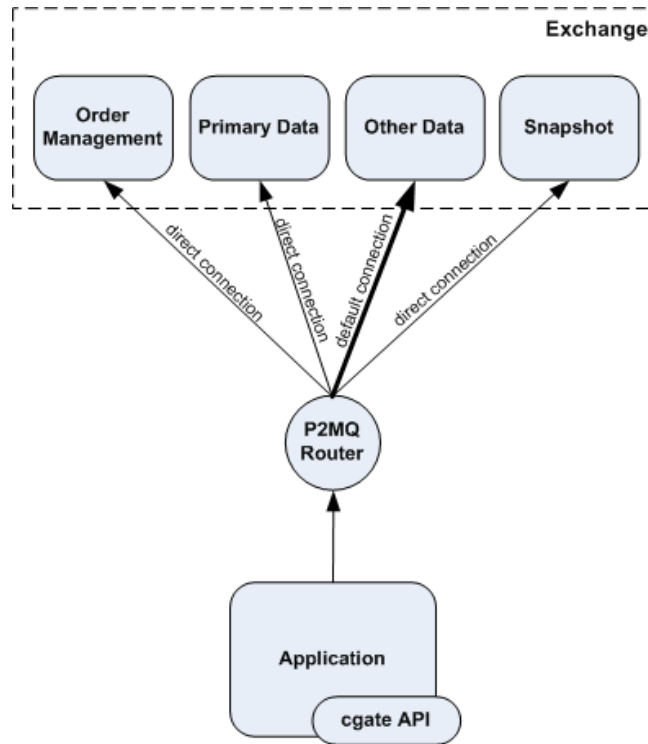 Exchange
Order
Management
Primary Data
Other Data
Snapshot
direct connection
direct connection
default connection
direct connection
P2MQ
Router
Application
cgate API